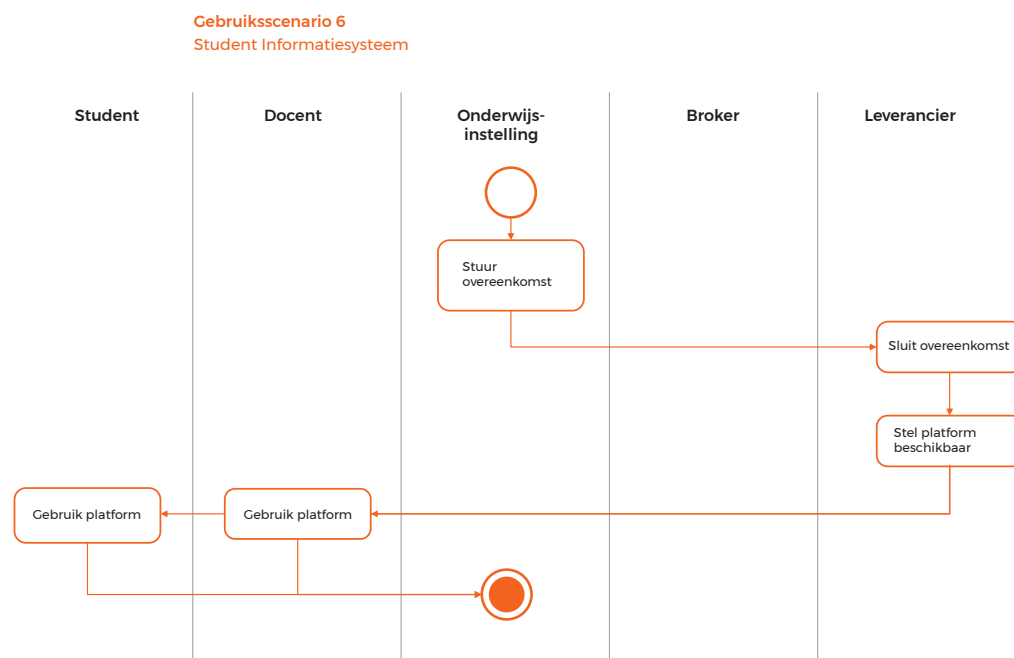 Gebruiksscenario 6
Student Informatiesysteem
Student
Docent
Onderwijs-
instelling
Broker
Leverancier
Stuur
overeenkomst
Sluit overeenkomst
Stel platform
beschikbaar
Gebruik platform
Gebruik platform